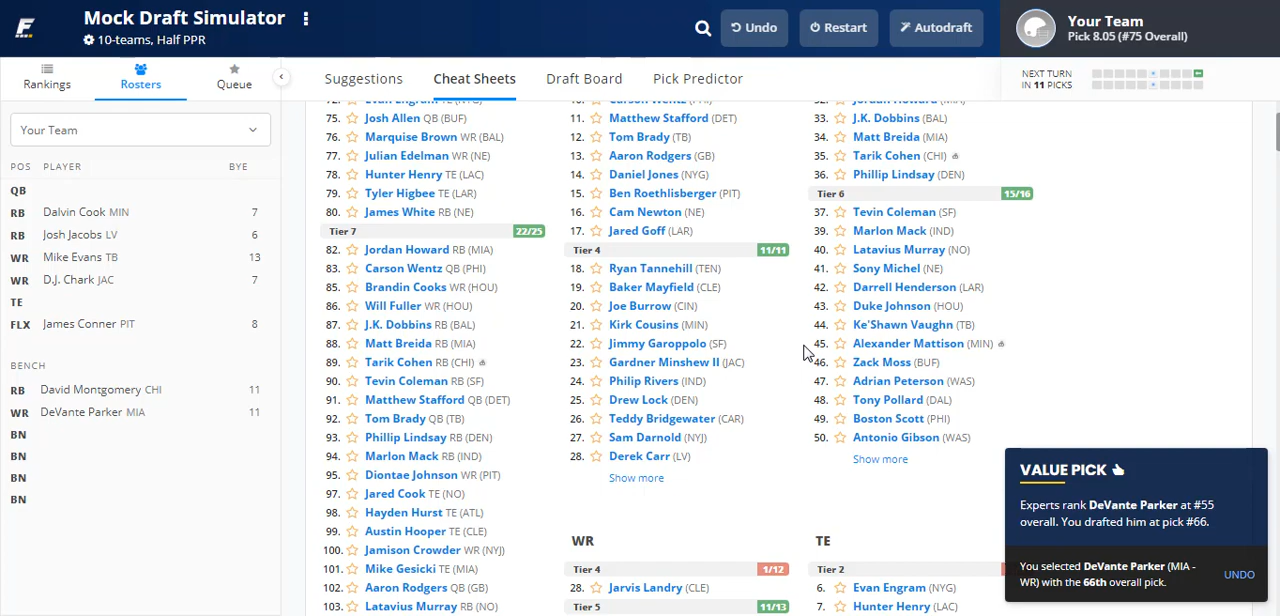 Mock Draft Simulator
10-teams, Half PPR
Undo
Restart
Autodraft
Your Team
Pick 8.05 (#75 Overall)
Rankings
Rosters
Queue
Suggestions
Cheat Sheets
Draft Board
Pick Predictor
NEXT TURN
IN 11 PICKS
Your Team
POS PLAYER BYE
QB
RB Dalvin Cook MIN 7
RB Josh Jacobs LV 6
WR Mike Evans TB 13
WR D.J. Chark JAC 7
TE
FLX James Conner PIT 8
BENCH
RB David Montgomery CHI 11
WR DeVante Parker MIA 11
BN
BN
BN
BN
72. Evan Engram TE (NYG)
75. Josh Allen QB (BUF)
76. Marquise Brown WR (BAL)
77. Julian Edelman WR (NE)
78. Hunter Henry TE (LAC)
79. Tyler Higbee TE (LAR)
80. James White RB (NE)
Tier 7 22/25
82. Jordan Howard RB (MIA)
83. Carson Wentz QB (PHI)
85. Brandin Cooks WR (HOU)
86. Will Fuller WR (HOU)
87. J.K. Dobbins RB (BAL)
88. Matt Breida RB (MIA)
89. Tarik Cohen RB (CHI)
90. Tevin Coleman RB (SF)
91. Matthew Stafford QB (DET)
92. Tom Brady QB (TB)
93. Phillip Lindsay RB (DEN)
94. Marlon Mack RB (IND)
95. Diontae Johnson WR (PIT)
97. Jared Cook TE (NO)
98. Hayden Hurst TE (ATL)
99. Austin Hooper TE (CLE)
100. Jamison Crowder WR (NYJ)
101. Mike Gesicki TE (MIA)
102. Aaron Rodgers QB (GB)
103. Latavius Murray RB (NO)
10. Carson Wentz (PHI)
11. Matthew Stafford (DET)
12. Tom Brady (TB)
13. Aaron Rodgers (GB)
14. Daniel Jones (NYG)
15. Ben Roethlisberger (PIT)
16. Cam Newton (NE)
17. Jared Goff (LAR)
Tier 4 11/11
18. Ryan Tannehill (TEN)
19. Baker Mayfield (CLE)
20. Joe Burrow (CIN)
21. Kirk Cousins (MIN)
22. Jimmy Garoppolo (SF)
23. Gardner Minshew II (JAC)
24. Philip Rivers (IND)
25. Drew Lock (DEN)
26. Teddy Bridgewater (CAR)
27. Sam Darnold (NYJ)
28. Derek Carr (LV)
Show more
WR
Tier 4 1/12
28. Jarvis Landry (CLE)
Tier 5 11/13
32. Jordan Howard (MIA)
33. J.K. Dobbins (BAL)
34. Matt Breida (MIA)
35. Tarik Cohen (CHI)
36. Phillip Lindsay (DEN)
Tier 6 15/16
37. Tevin Coleman (SF)
39. Marlon Mack (IND)
40. Latavius Murray (NO)
41. Sony Michel (NE)
42. Darrell Henderson (LAR)
43. Duke Johnson (HOU)
44. Ke'Shawn Vaughn (TB)
45. Alexander Mattison (MIN)
46. Zack Moss (BUF)
47. Adrian Peterson (WAS)
48. Tony Pollard (DAL)
49. Boston Scott (PHI)
50. Antonio Gibson (WAS)
Show more
TE
Tier 2
6. Evan Engram (NYG)
7. Hunter Henry (LAC)
VALUE PICK
Experts rank DeVante Parker at #55
overall. You drafted him at pick #66.
You selected DeVante Parker (MIA -
WR) with the 66th overall pick.
UNDO